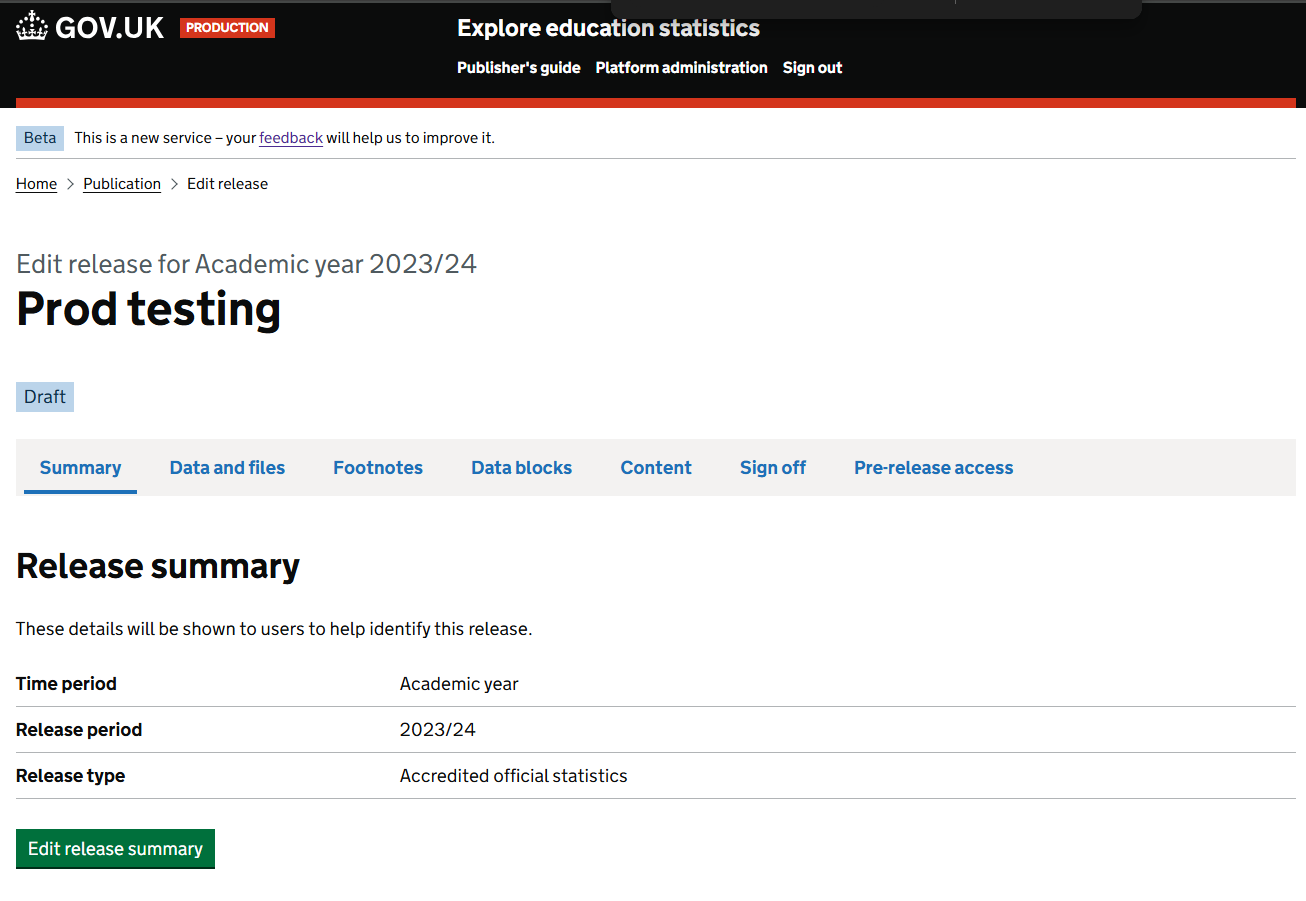 GOV.UK PRODUCTION Explore education statistics
Publisher's guide Platform administration Sign out
Beta This is a new service – your feedback will help us to improve it.
Home > Publication > Edit release
Edit release for Academic year 2023/24
Prod testing
Draft
Summary Data and files Footnotes Data blocks Content Sign off Pre-release access
Release summary
These details will be shown to users to help identify this release.
Time period Academic year
Release period 2023/24
Release type Accredited official statistics
Edit release summary